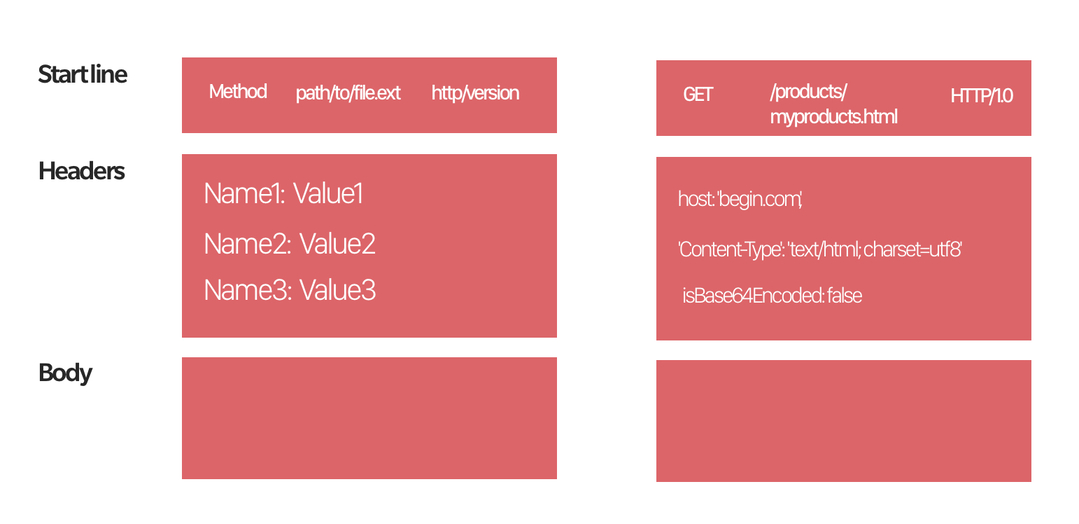 Start line
Method path/to/file.ext http/version
GET /products/
myproducts.html HTTP/1.0
Headers
Name1: Value1
Name2: Value2
Name3: Value3
host: 'begin.com',
'Content-Type': 'text/html; charset=utf8'
isBase64Encoded: false
Body